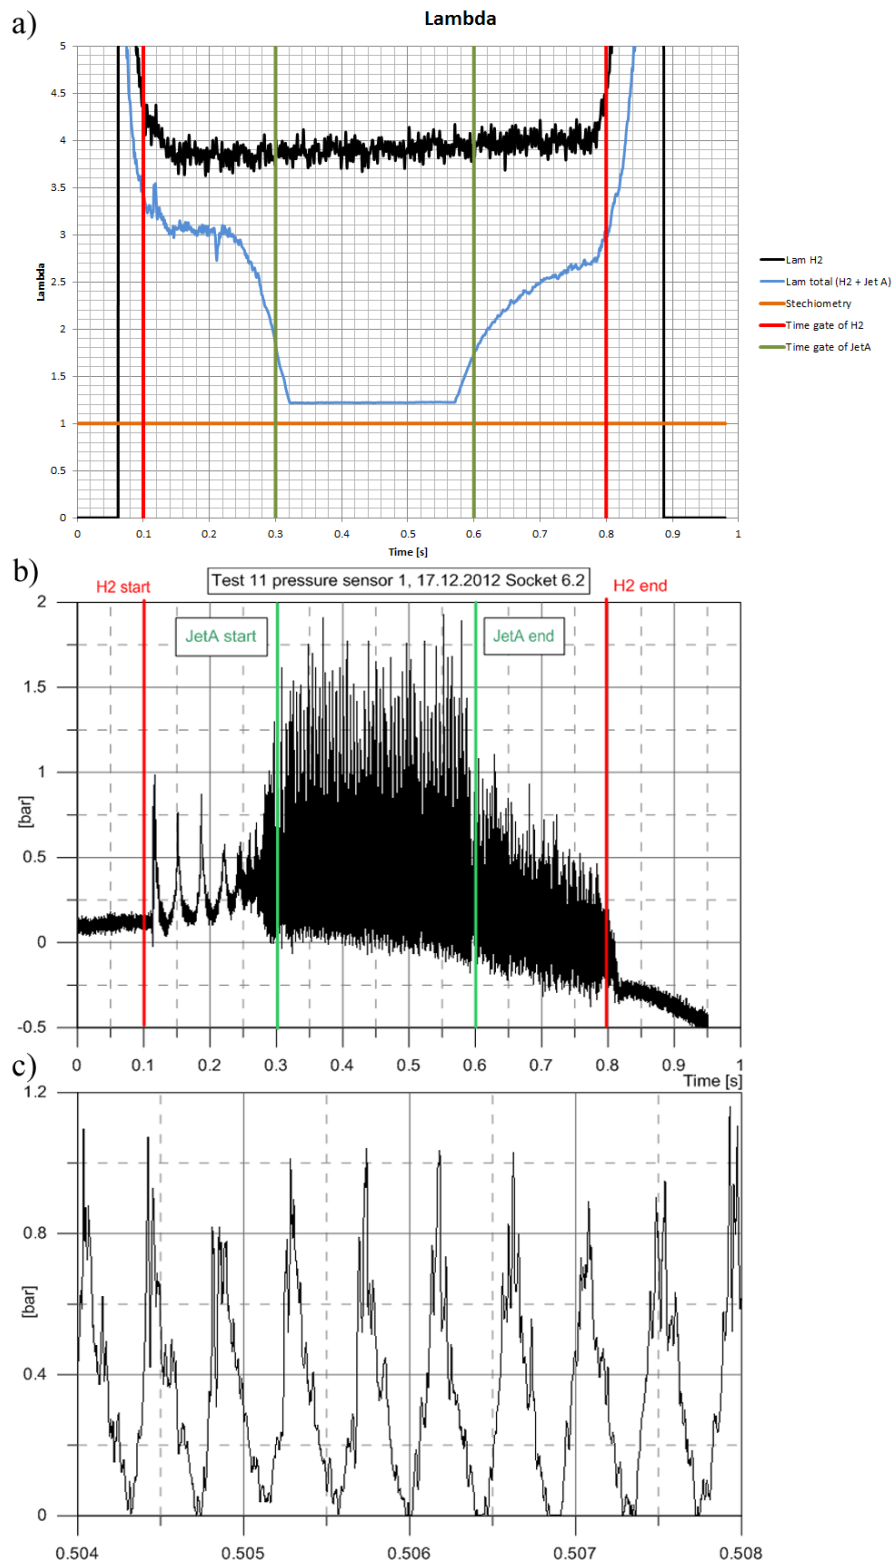 a)
Lambda
5
4.5
4
3.5
3
2.5
2
1.5
1
0.5
0
Lambda
0 0.1 0.2 0.3 0.4 0.5 0.6 0.7 0.8 0.9 1
Time [s]
Lam H2
Lam total (H2 + Jet A)
Stechiometry
Time gate of H2
Time gate of JetA
b)
H2 start
Test 11 pressure sensor 1, 17.12.2012 Socket 6.2
H2 end
JetA start
JetA end
2
1.5
1
0.5
0
-0.5
[bar]
0 0.1 0.2 0.3 0.4 0.5 0.6 0.7 0.8 0.9 1
Time [s]
c)
1.2
0.8
0.4
0
[bar]
0.504 0.505 0.506 0.507 0.508